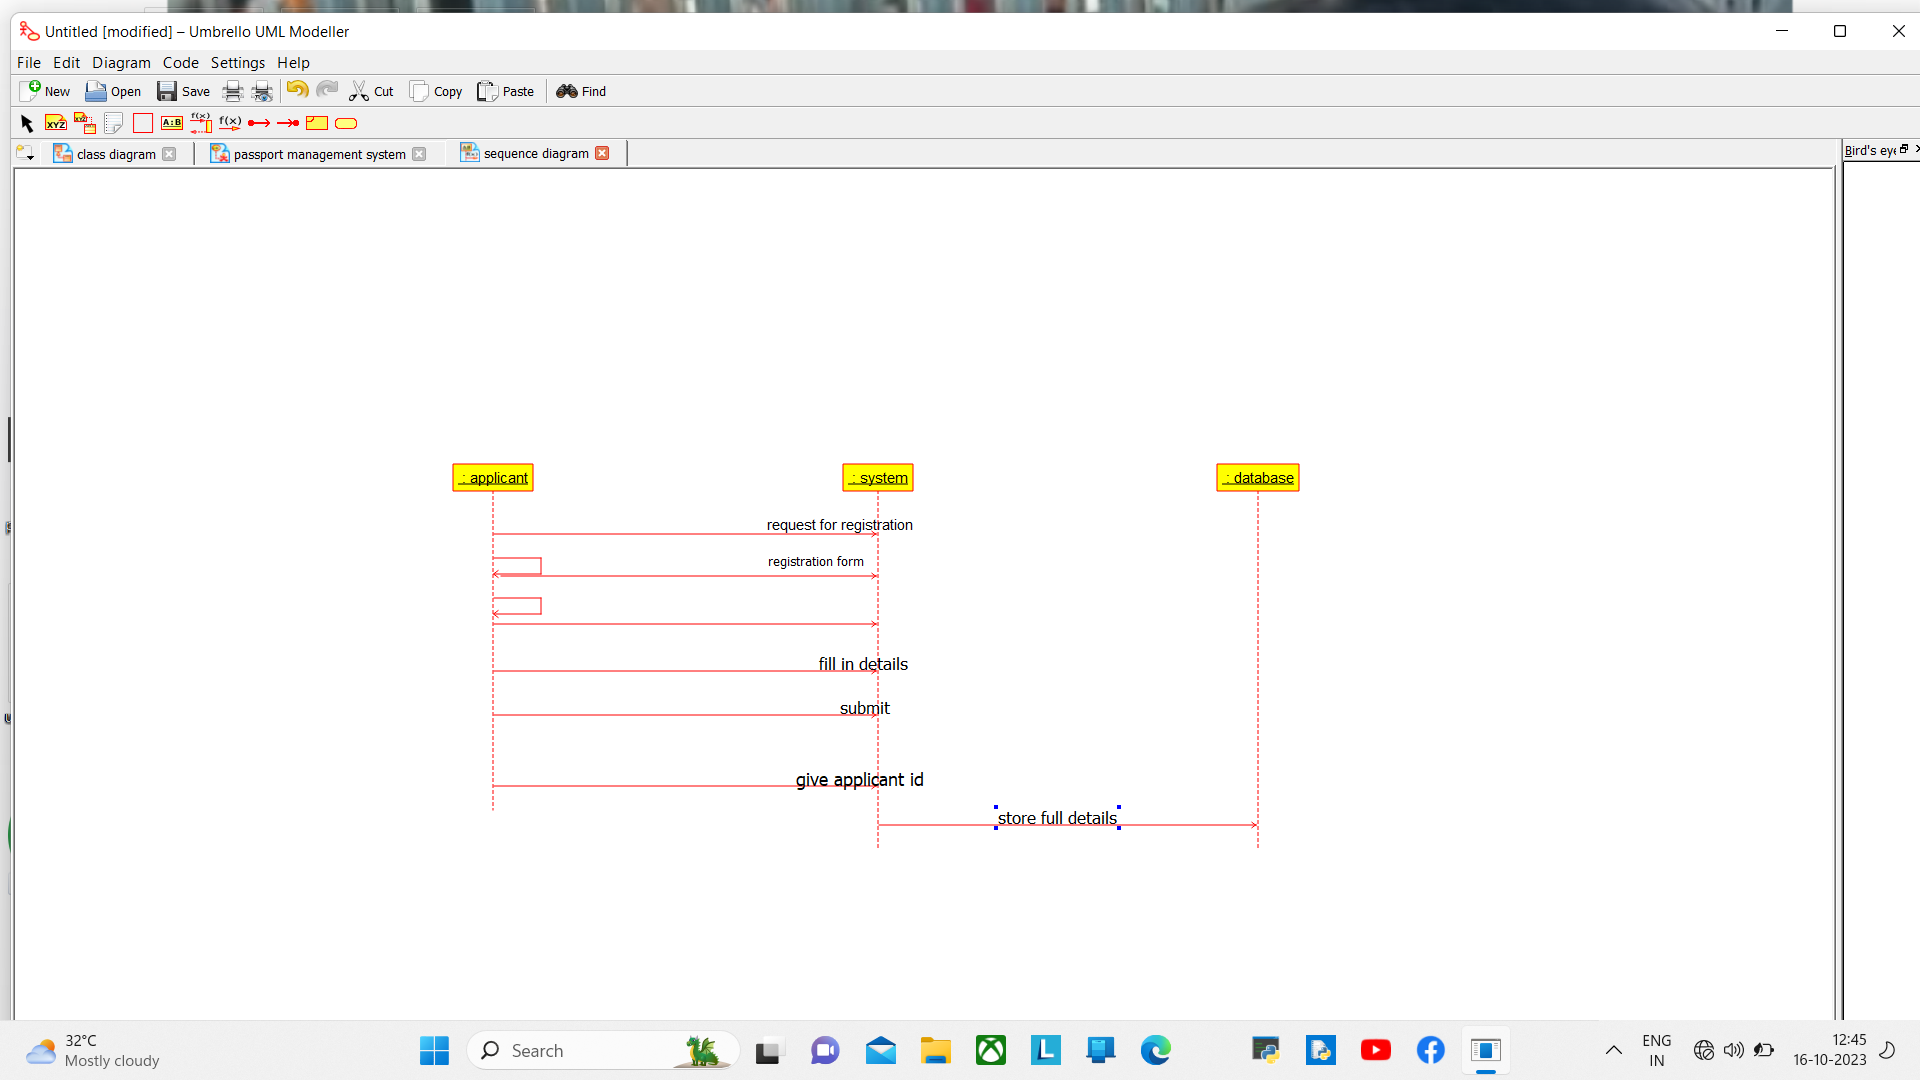 Untitled [modified] – Umbrello UML Modeller
File Edit Diagram Code Settings Help
New Open Save Cut Copy Paste Find
XYZ A:B f(x) f(x)
class diagram passport management system sequence diagram
Bird's eye
: applicant : system : database
request for registration
registration form
fill in details
submit
give applicant id
store full details
32°C
Mostly cloudy
Search
L
ENG
IN
12:45
16-10-2023